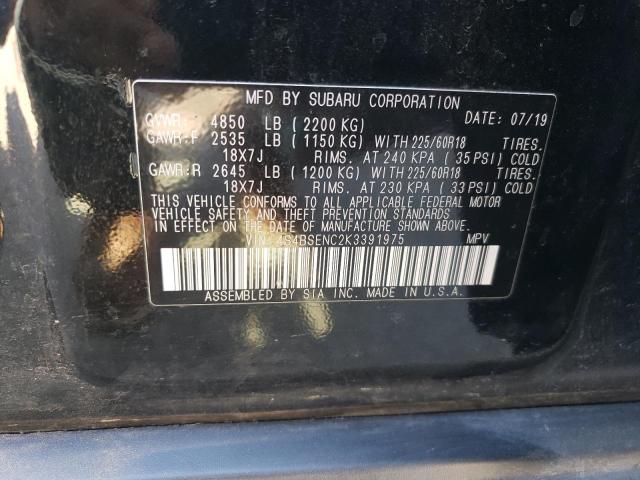 MFD BY SUBARU CORPORATION DATE: 07/19
GVWR: 4850 LB (2200 KG)
GAWR:F 2535 LB (1150 KG) WITH 225/60R18 TIRES.
18X7J RIMS. AT 240 KPA (35 PSI) COLD
GAWR:R 2645 LB (1200 KG) WITH 225/60R18 TIRES.
18X7J RIMS. AT 230 KPA (33 PSI) COLD
THIS VEHICLE CONFORMS TO ALL APPLICABLE FEDERAL MOTOR
VEHICLE SAFETY AND THEFT PREVENTION STANDARDS
IN EFFECT ON THE DATE OF MANUFACTURE SHOWN ABOVE.
VIN: 4S4BSENC2K3391975 MPV
ASSEMBLED BY SIA INC. MADE IN U.S.A.